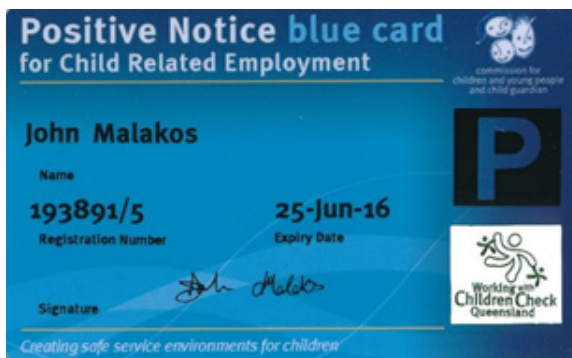 Positive Notice blue card
for Child Related Employment
commission for
children and young people
and child guardian
John Malakos
Name
P
193891/5
25-Jun-16
Registration Number
Expiry Date
John Malakos
Signature
Working with
Children Check
Queensland
Creating safe service environments for children